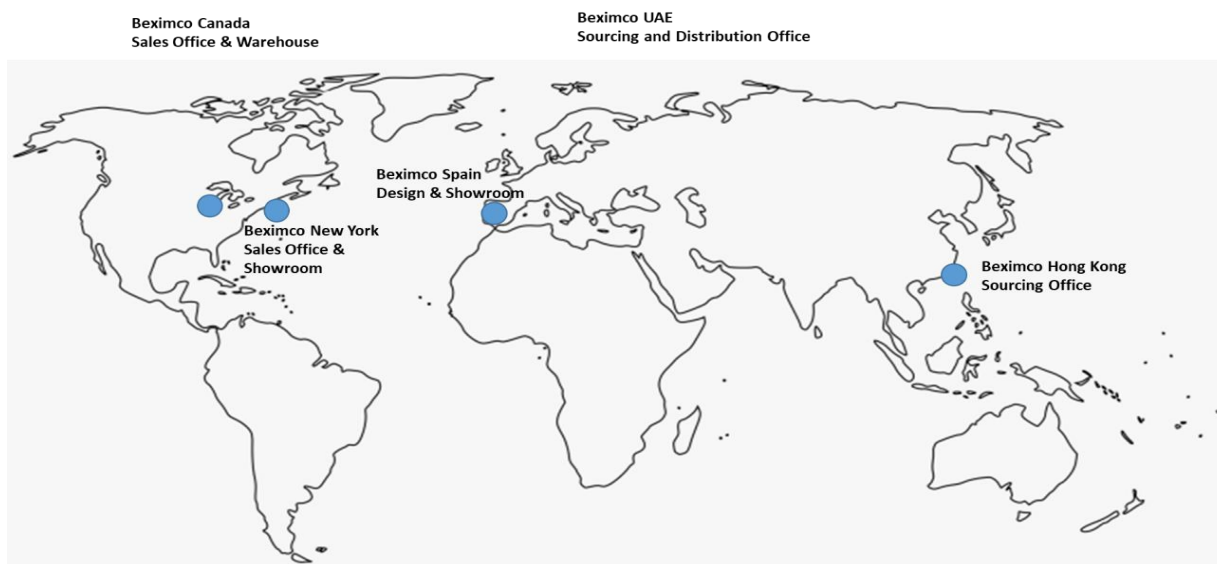 Beximco Canada
Sales Office & Warehouse
Beximco UAE
Sourcing and Distribution Office
Beximco Spain
Design & Showroom
Beximco New York
Sales Office &
Showroom
Beximco Hong Kong
Sourcing Office